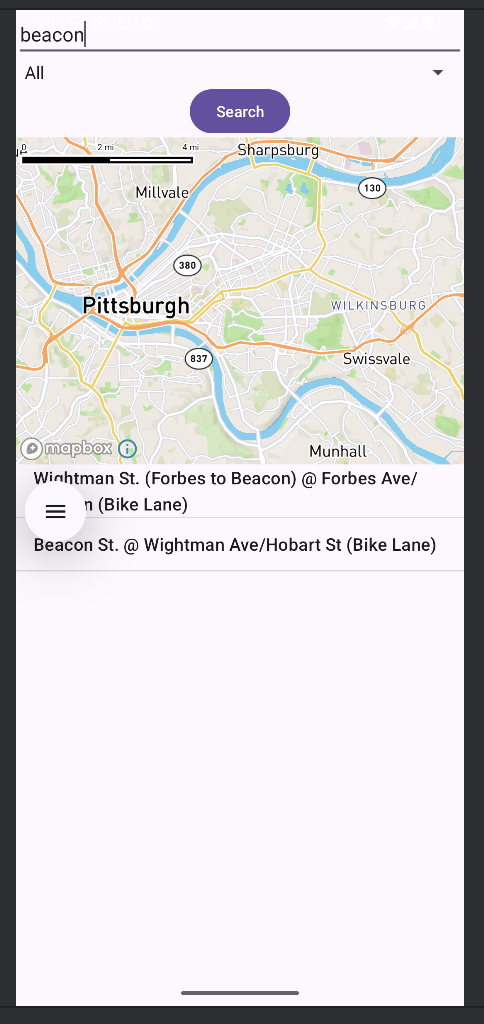 beacon
All
Search
0 2 mi 4 mi
Sharpsburg
130
Millvale
380
Pittsburgh
WILKINSBURG
837
Swissvale
mapbox
Munhall
Wightman St. (Forbes to Beacon) @ Forbes Ave/
n (Bike Lane)
Beacon St. @ Wightman Ave/Hobart St (Bike Lane)